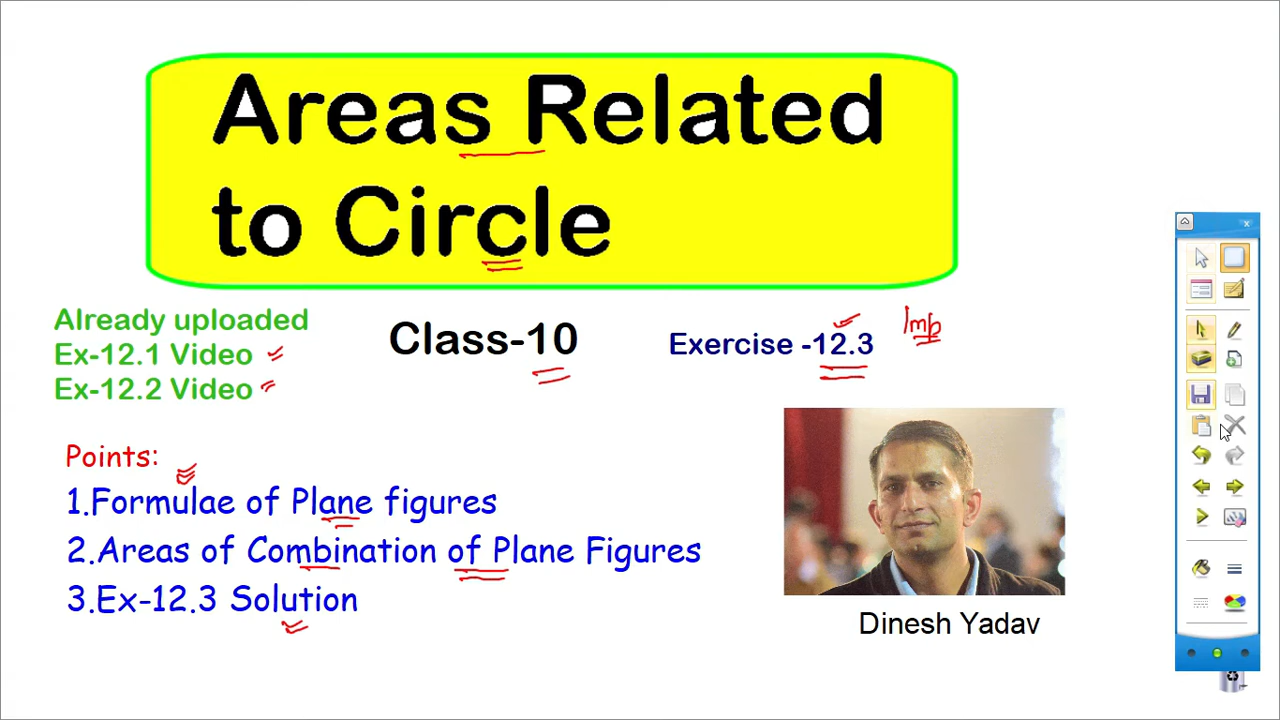 Areas Related
to Circle
Already uploaded
Ex-12.1 Video
Ex-12.2 Video
Class-10
Exercise -12.3
Imp
Points:
1.Formulae of Plane figures
2.Areas of Combination of Plane Figures
3.Ex-12.3 Solution
Dinesh Yadav